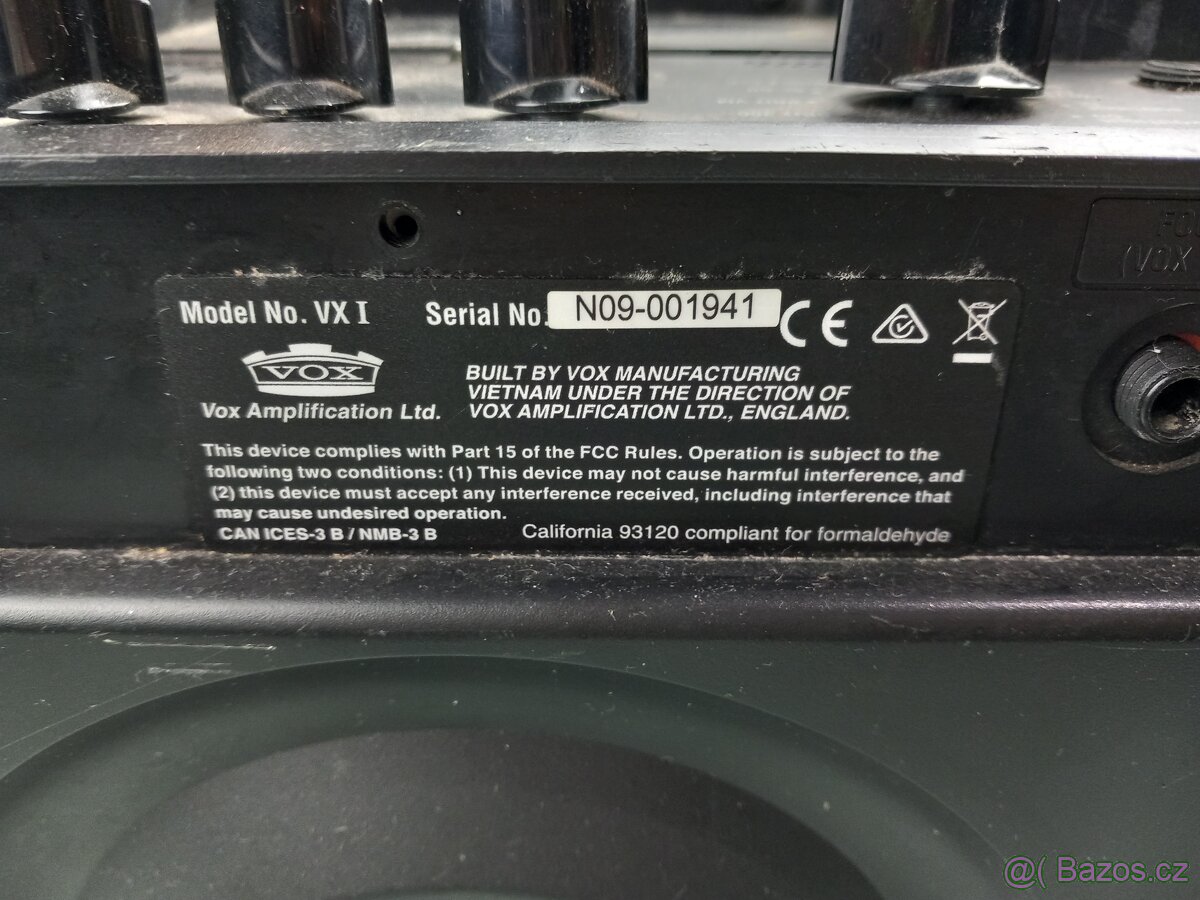 Model No. VX I Serial No. N09-001941 CE
VOX
Vox Amplification Ltd.
BUILT BY VOX MANUFACTURING
VIETNAM UNDER THE DIRECTION OF
VOX AMPLIFICATION LTD., ENGLAND.
This device complies with Part 15 of the FCC Rules. Operation is subject to the
following two conditions: (1) This device may not cause harmful interference, and
(2) this device must accept any interference received, including interference that
may cause undesired operation.
CAN ICES-3 B / NMB-3 B
California 93120 compliant for formaldehyde
(VOX
@( Bazos.cz